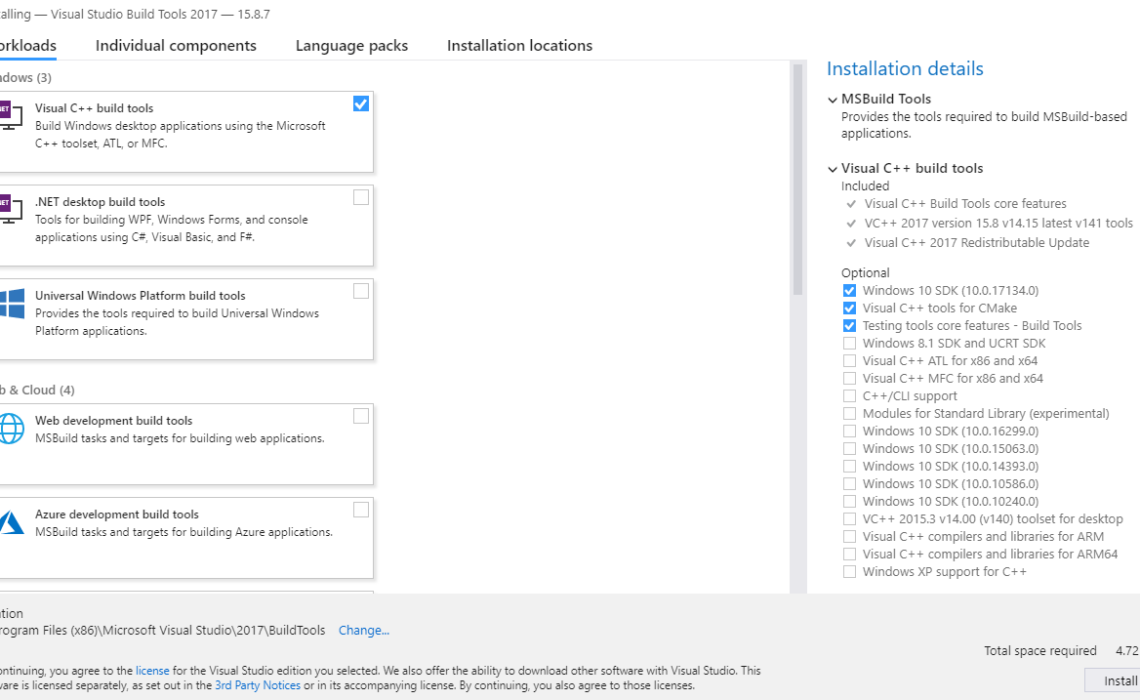 alling — Visual Studio Build Tools 2017 — 15.8.7
orkloads Individual components Language packs Installation locations
ndows (3)
Visual C++ build tools
Build Windows desktop applications using the Microsoft
C++ toolset, ATL, or MFC.
.NET desktop build tools
Tools for building WPF, Windows Forms, and console
applications using C#, Visual Basic, and F#.
Universal Windows Platform build tools
Provides the tools required to build Universal Windows
Platform applications.
b & Cloud (4)
Web development build tools
MSBuild tasks and targets for building web applications.
Azure development build tools
MSBuild tasks and targets for building Azure applications.
Installation details
MSBuild Tools
Provides the tools required to build MSBuild-based
applications.
Visual C++ build tools
Included
Visual C++ Build Tools core features
VC++ 2017 version 15.8 v14.15 latest v141 tools
Visual C++ 2017 Redistributable Update
Optional
Windows 10 SDK (10.0.17134.0)
Visual C++ tools for CMake
Testing tools core features - Build Tools
Windows 8.1 SDK and UCRT SDK
Visual C++ ATL for x86 and x64
Visual C++ MFC for x86 and x64
C++/CLI support
Modules for Standard Library (experimental)
Windows 10 SDK (10.0.16299.0)
Windows 10 SDK (10.0.15063.0)
Windows 10 SDK (10.0.14393.0)
Windows 10 SDK (10.0.10586.0)
Windows 10 SDK (10.0.10240.0)
VC++ 2015.3 v14.00 (v140) toolset for desktop
Visual C++ compilers and libraries for ARM
Visual C++ compilers and libraries for ARM64
Windows XP support for C++
ation
rogram Files (x86)\Microsoft Visual Studio\2017\BuildTools Change...
Total space required 4.72
ontinuing, you agree to the license for the Visual Studio edition you selected. We also offer the ability to download other software with Visual Studio. This
ware is licensed separately, as set out in the 3rd Party Notices or in its accompanying license. By continuing, you also agree to those licenses.
Install